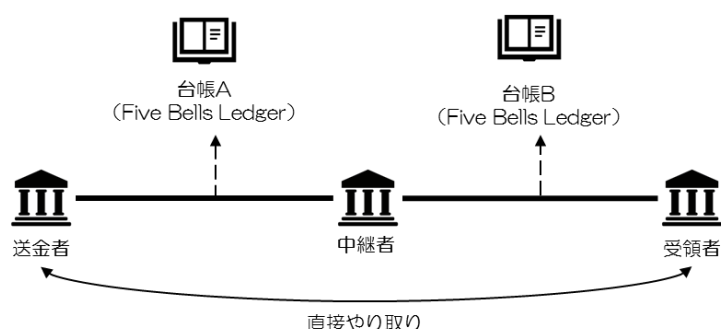 台帳A
（Five Bells Ledger）
台帳B
（Five Bells Ledger）
送金者
中継者
受領者
直接やり取り